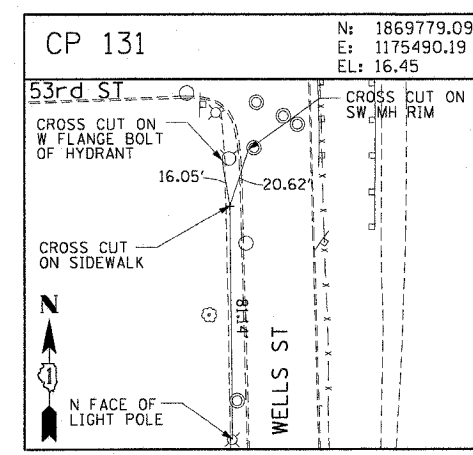 CP 131
N: 1869779.09
E: 1175490.19
EL: 16.45
53rd ST
CROSS CUT ON
W FLANGE BOLT
OF HYDRANT
CROSS CUT ON
SW MH RIM
16.05'
20.62'
CROSS CUT
ON SIDEWALK
81.14'
WELLS ST
N
1
N FACE OF
LIGHT POLE